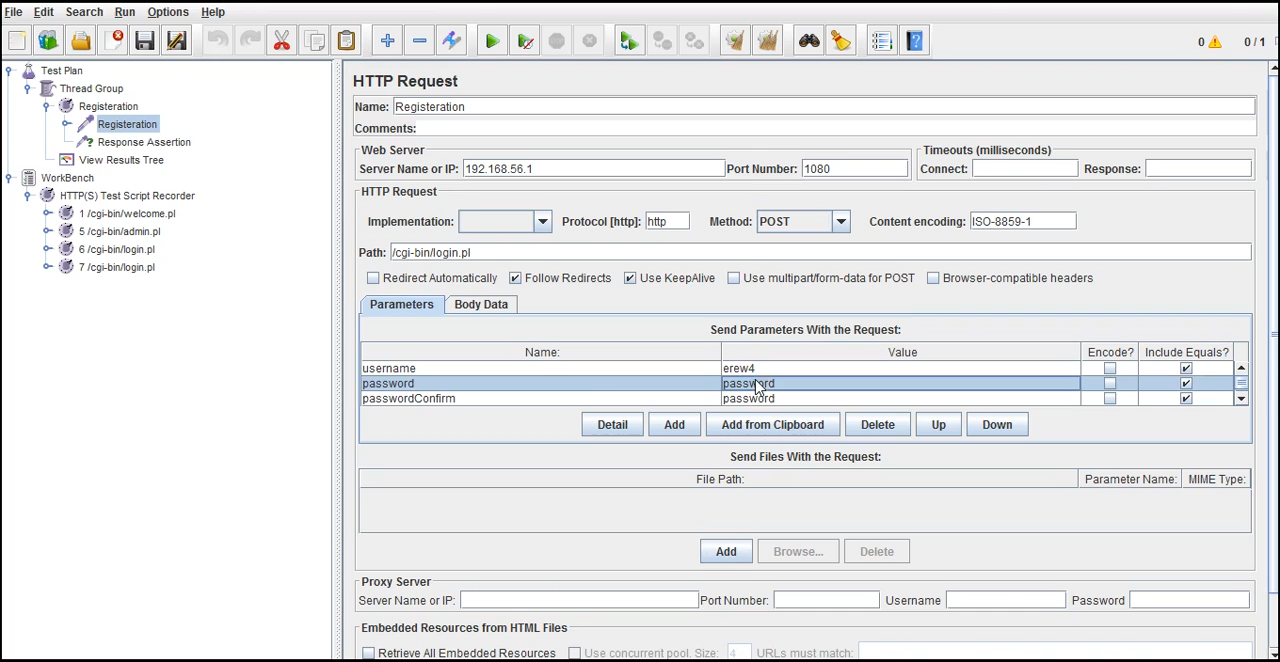 File Edit Search Run Options Help
0 0 / 1
Test Plan
Thread Group
Registeration
Registeration
Response Assertion
View Results Tree
WorkBench
HTTP(S) Test Script Recorder
1 /cgi-bin/welcome.pl
5 /cgi-bin/admin.pl
6 /cgi-bin/login.pl
7 /cgi-bin/login.pl
HTTP Request
Name: Registeration
Comments:
Web Server Timeouts (milliseconds)
Server Name or IP: 192.168.56.1 Port Number: 1080 Connect: Response:
HTTP Request
Implementation: Protocol [http]: http Method: POST Content encoding: ISO-8859-1
Path: /cgi-bin/login.pl
Redirect Automatically Follow Redirects Use KeepAlive Use multipart/form-data for POST Browser-compatible headers
Parameters Body Data
Send Parameters With the Request:
Name: Value Encode? Include Equals?
username erew4
password password
passwordConfirm password
Detail Add Add from Clipboard Delete Up Down
Send Files With the Request:
File Path: Parameter Name: MIME Type:
Add Browse... Delete
Proxy Server
Server Name or IP: Port Number: Username Password
Embedded Resources from HTML Files
Retrieve All Embedded Resources Use concurrent pool. Size: 4 URLs must match: